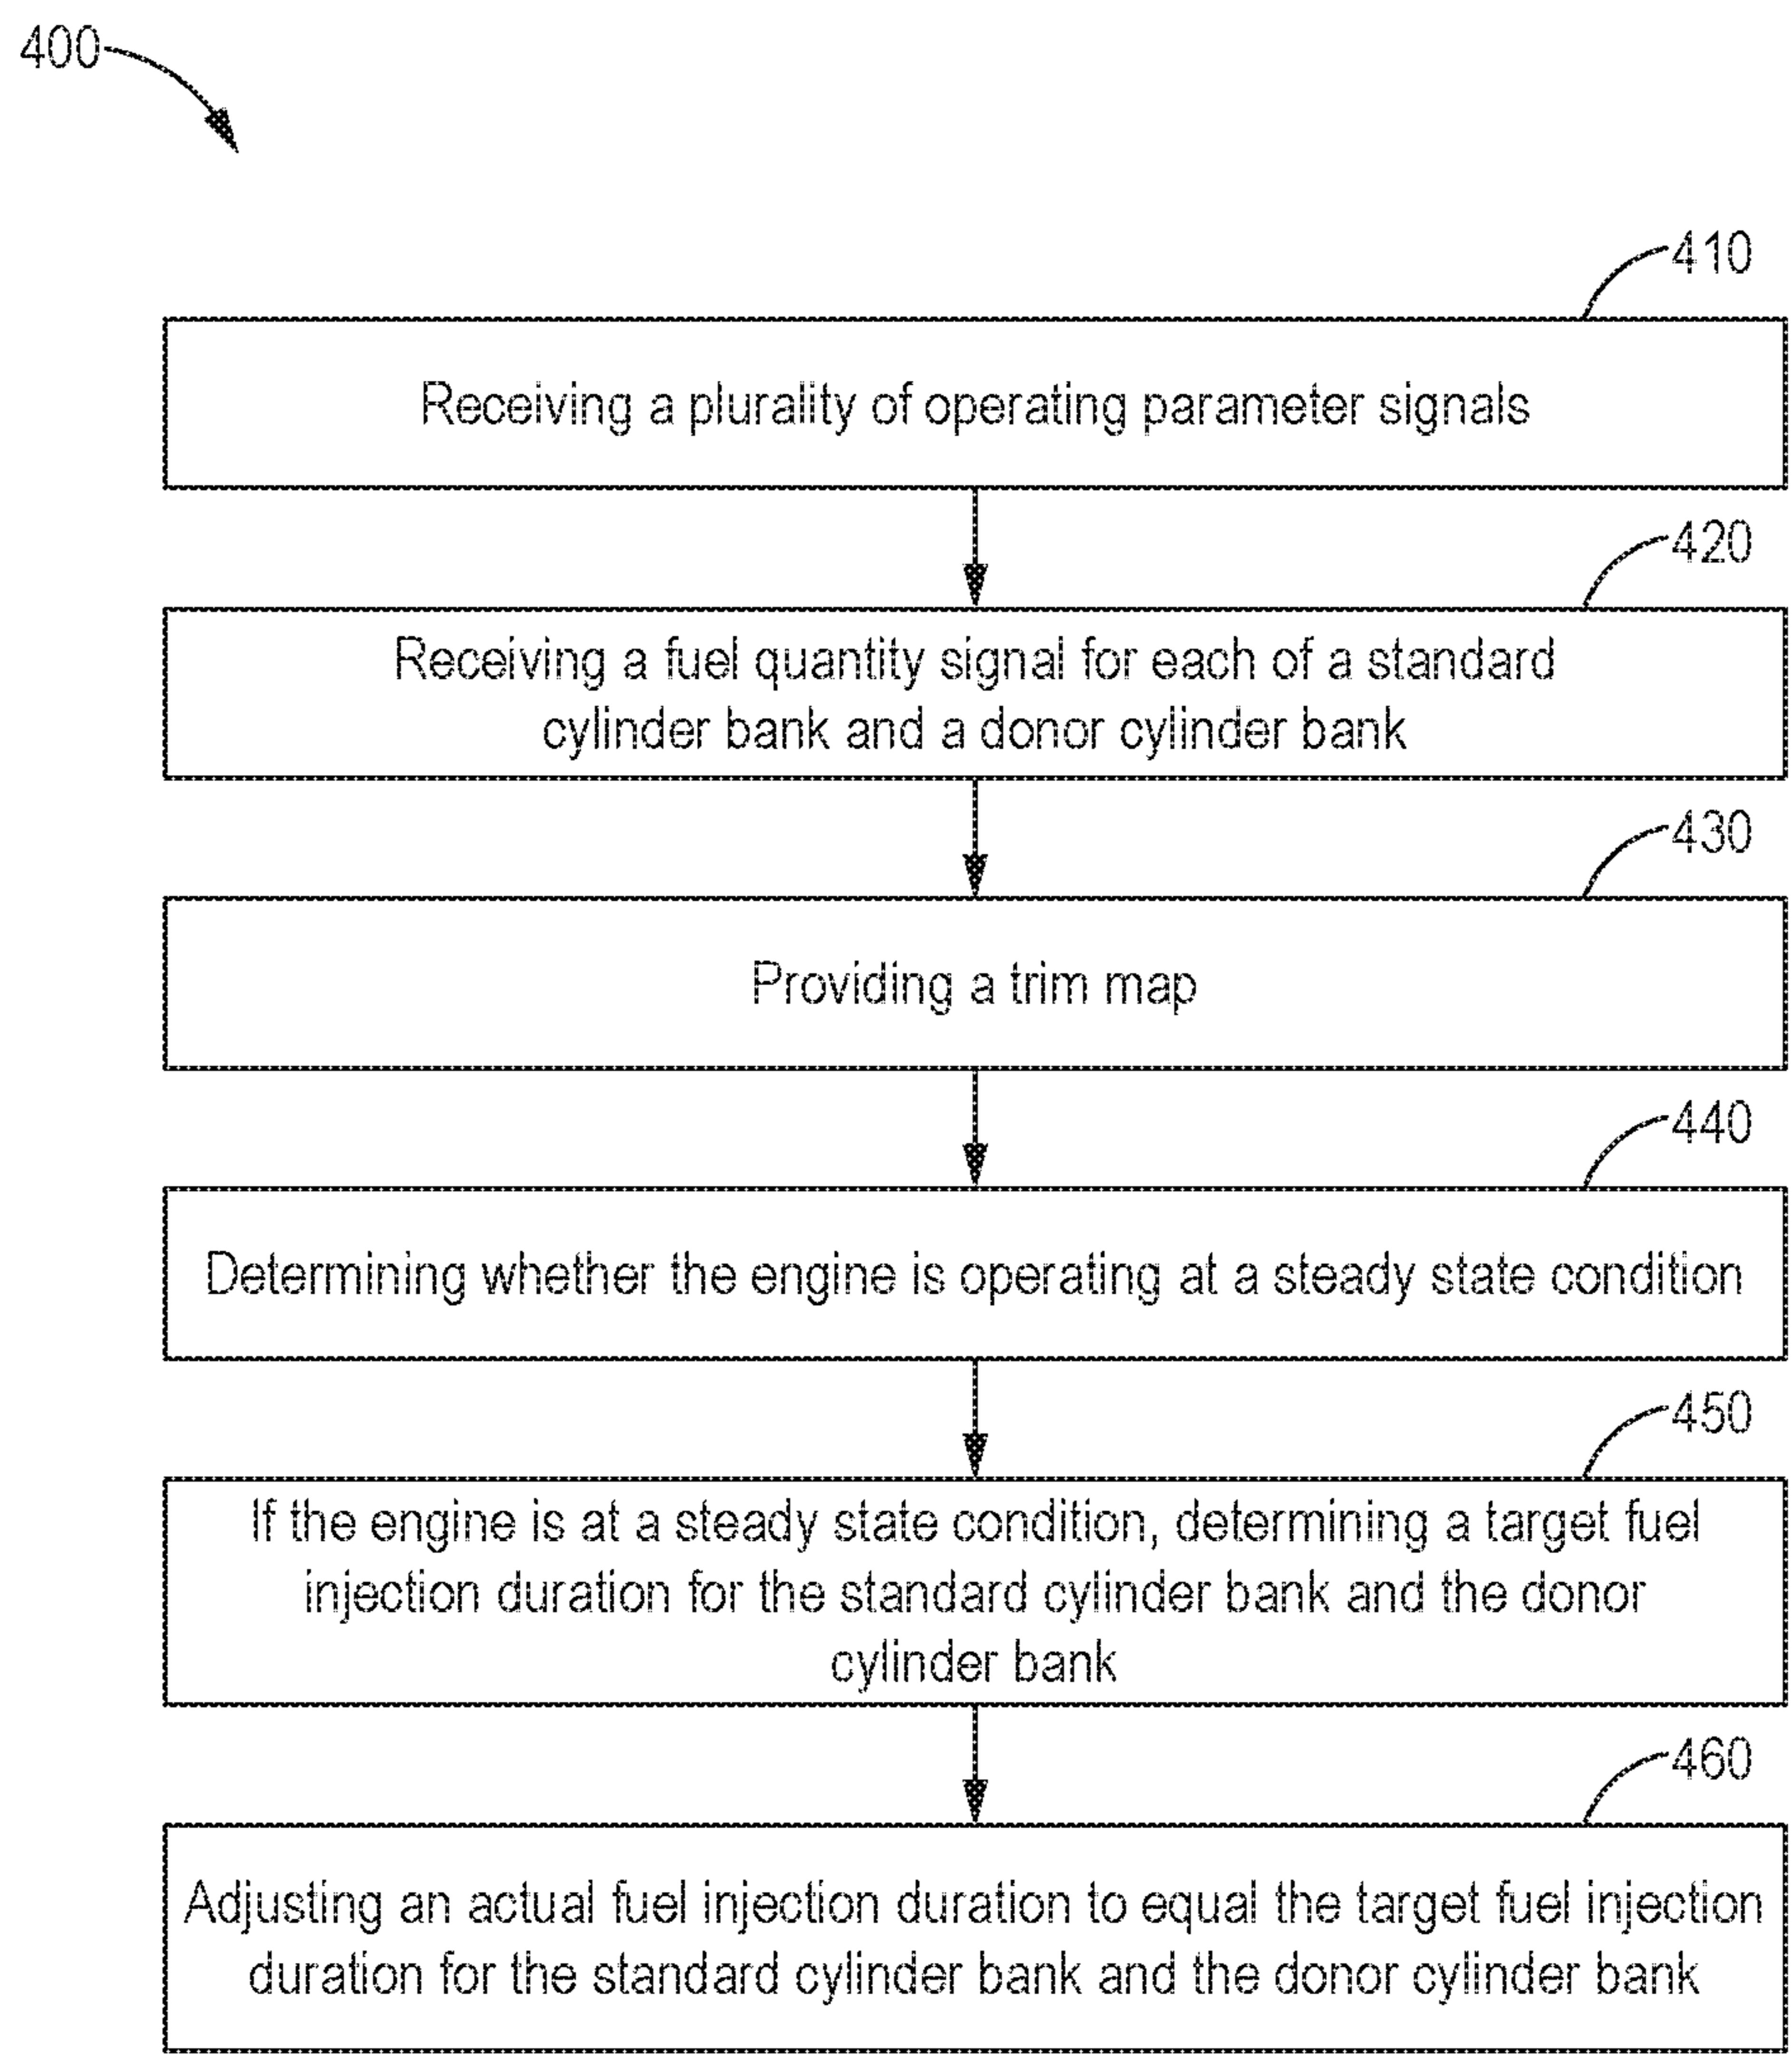 400
410
Receiving a plurality of operating parameter signals
420
Receiving a fuel quantity signal for each of a standard
cylinder bank and a donor cylinder bank
430
Providing a trim map
440
Determining whether the engine is operating at a steady state condition
450
If the engine is at a steady state condition, determining a target fuel
injection duration for the standard cylinder bank and the donor
cylinder bank
460
Adjusting an actual fuel injection duration to equal the target fuel injection
duration for the standard cylinder bank and the donor cylinder bank